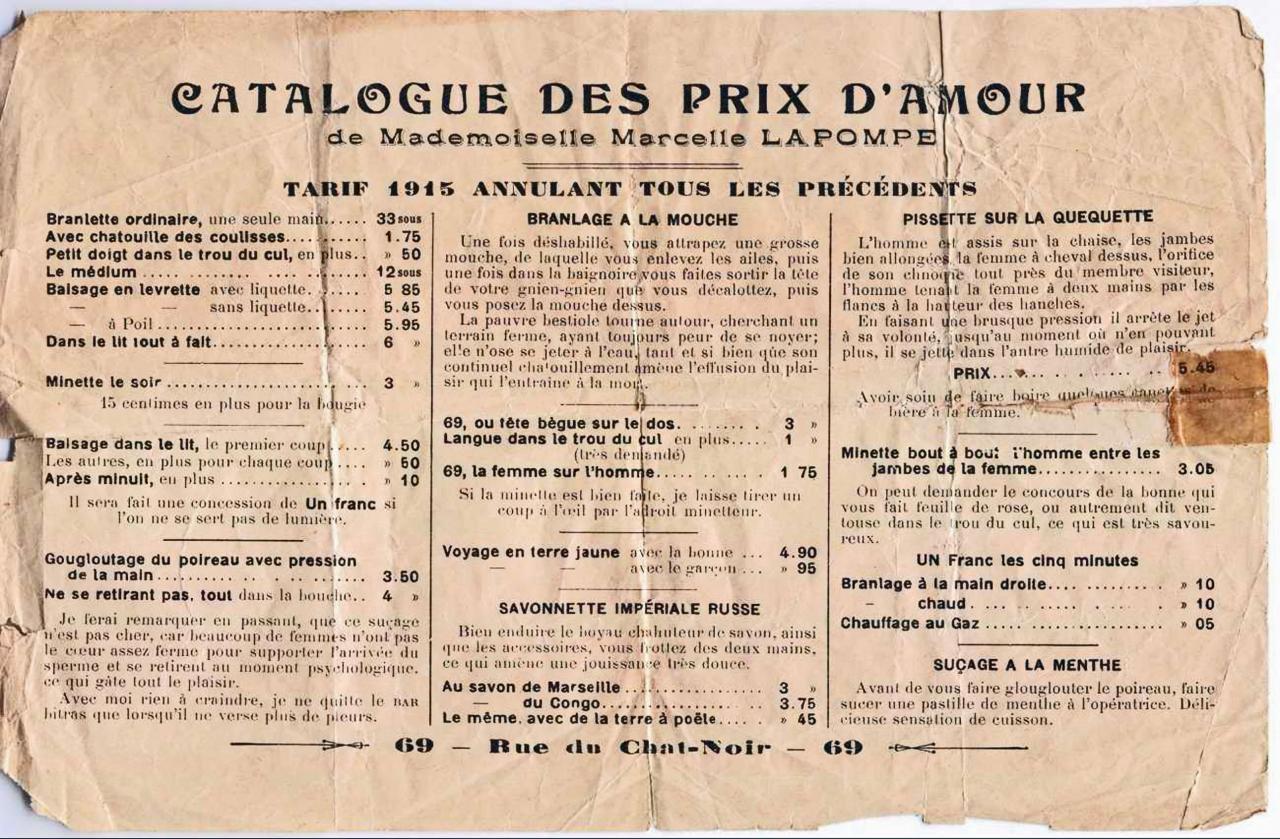 CATALOGUE DES PRIX D'AMOUR
de Mademoiselle Marcelle LAPOMPE
TARIF 1915 ANNULANT TOUS LES PRÉCÉDENTS
Branlette ordinaire, une seule main..... 33 sous
Avec chatouille des coulisses........... 1.75
Petit doigt dans le trou du cul, en plus.. » 50
Le médium ........................ 12 sous
Baisage en levrette avec liquette....... 5 85
— — sans liquette....... 5.45
— à Poil ........................ 5.95
Dans le lit tout à fait.................. 6 »
Minette le soir ........................ 3 »
15 centimes en plus pour la bougie
Baisage dans le lit, le premier coup..... 4.50
Les autres, en plus pour chaque coup.... » 50
Après minuit, en plus ................. » 10
Il sera fait une concession de Un franc si
l'on ne se sert pas de lumière.
Gougloutage du poireau avec pression
de la main........................ 3.50
Ne se retirant pas, tout dans la bouche.. 4 »
Je ferai remarquer en passant, que ce suçage
n'est pas cher, car beaucoup de femmes n'ont pas
le cœur assez ferme pour supporter l'arrivée du
sperme et se retirent au moment psychologique,
ce qui gâte tout le plaisir.
Avec moi rien à craindre, je ne quitte le BAR
bitras que lorsqu'il ne verse plus de pleurs.
BRANLAGE A LA MOUCHE
Une fois déshabillé, vous attrapez une grosse
mouche, de laquelle vous enlevez les ailes, puis
une fois dans la baignoire vous faites sortir la tête
de votre gnien-gnien que vous décalottez, puis
vous posez la mouche dessus.
La pauvre bestiole tourne autour, cherchant un
terrain ferme, ayant toujours peur de se noyer;
elle n'ose se jeter à l'eau, tant et si bien que son
continuel chatouillement amène l'effusion du plai-
sir qui l'entraine à la mort.
69, ou tête bègue sur le dos......... 3 »
Langue dans le trou du cul en plus..... 1 »
(très demandé)
69, la femme sur l'homme............. 1 75
Si la minette est bien faite, je laisse tirer un
coup à l'œil par l'adroit minetteur.
Voyage en terre jaune avec la bonne ... 4.90
— — avec le garçon ... » 95
SAVONNETTE IMPÉRIALE RUSSE
Bien enduire le boyau chahuteur de savon, ainsi
que les accessoires, vous frottez des deux mains,
ce qui amène une jouissance très douce.
Au savon de Marseille ................ 3 »
— du Congo.................. 3.75
Le même, avec de la terre à poêle..... » 45
PISSETTE SUR LA QUEQUETTE
L'homme est assis sur la chaise, les jambes
bien allongées, la femme à cheval dessus, l'orifice
de son chnoque tout près du membre visiteur,
l'homme tenant la femme à deux mains par les
flancs à la hauteur des hanches.
En faisant une brusque pression il arrête le jet
à sa volonté, jusqu'au moment où n'en pouvant
plus, il se jette dans l'antre humide de plaisir.
PRIX.................. 5.45
Avoir soin de faire boire quelques de
bière à la femme.
Minette bout à bout l'homme entre les
jambes de la femme............... 3.05
On peut demander le concours de la bonne qui
vous fait feuille de rose, ou autrement dit ven-
touse dans le trou du cul, ce qui est très savou-
reux.
UN Franc les cinq minutes
Branlage à la main droite............... » 10
— chaud ................. » 10
Chauffage au Gaz ..................... » 05
SUÇAGE A LA MENTHE
Avant de vous faire glouglouter le poireau, faire
sucer une pastille de menthe à l'opératrice. Déli-
cieuse sensation de cuisson.
69 — Rue du Chat-Noir — 69